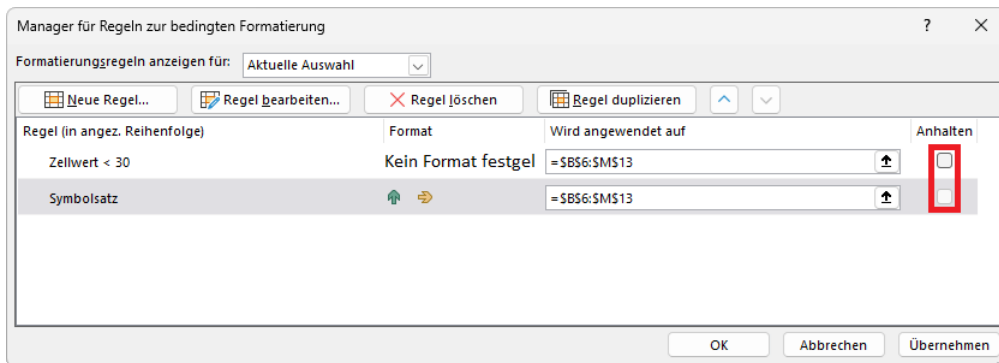 Manager für Regeln zur bedingten Formatierung ?
Formatierungsregeln anzeigen für: Aktuelle Auswahl
Neue Regel... Regel bearbeiten... Regel löschen Regel duplizieren
Regel (in angez. Reihenfolge) Format Wird angewendet auf Anhalten
Zellwert < 30 Kein Format festgel =$B$6:$M$13
Symbolsatz =$B$6:$M$13
OK Abbrechen Übernehmen